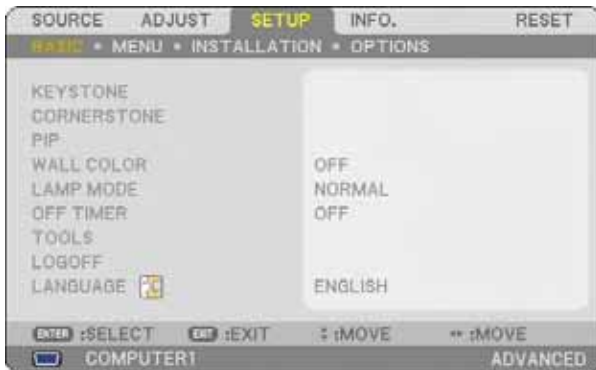 SOURCE ADJUST SETUP INFO. RESET
BASIC • MENU • INSTALLATION • OPTIONS
KEYSTONE
CORNERSTONE
PIP
WALL COLOR OFF
LAMP MODE NORMAL
OFF TIMER OFF
TOOLS
LOGOFF
LANGUAGE ENGLISH
ENTER :SELECT EXIT :EXIT ↕ :MOVE ↔ :MOVE
COMPUTER1 ADVANCED